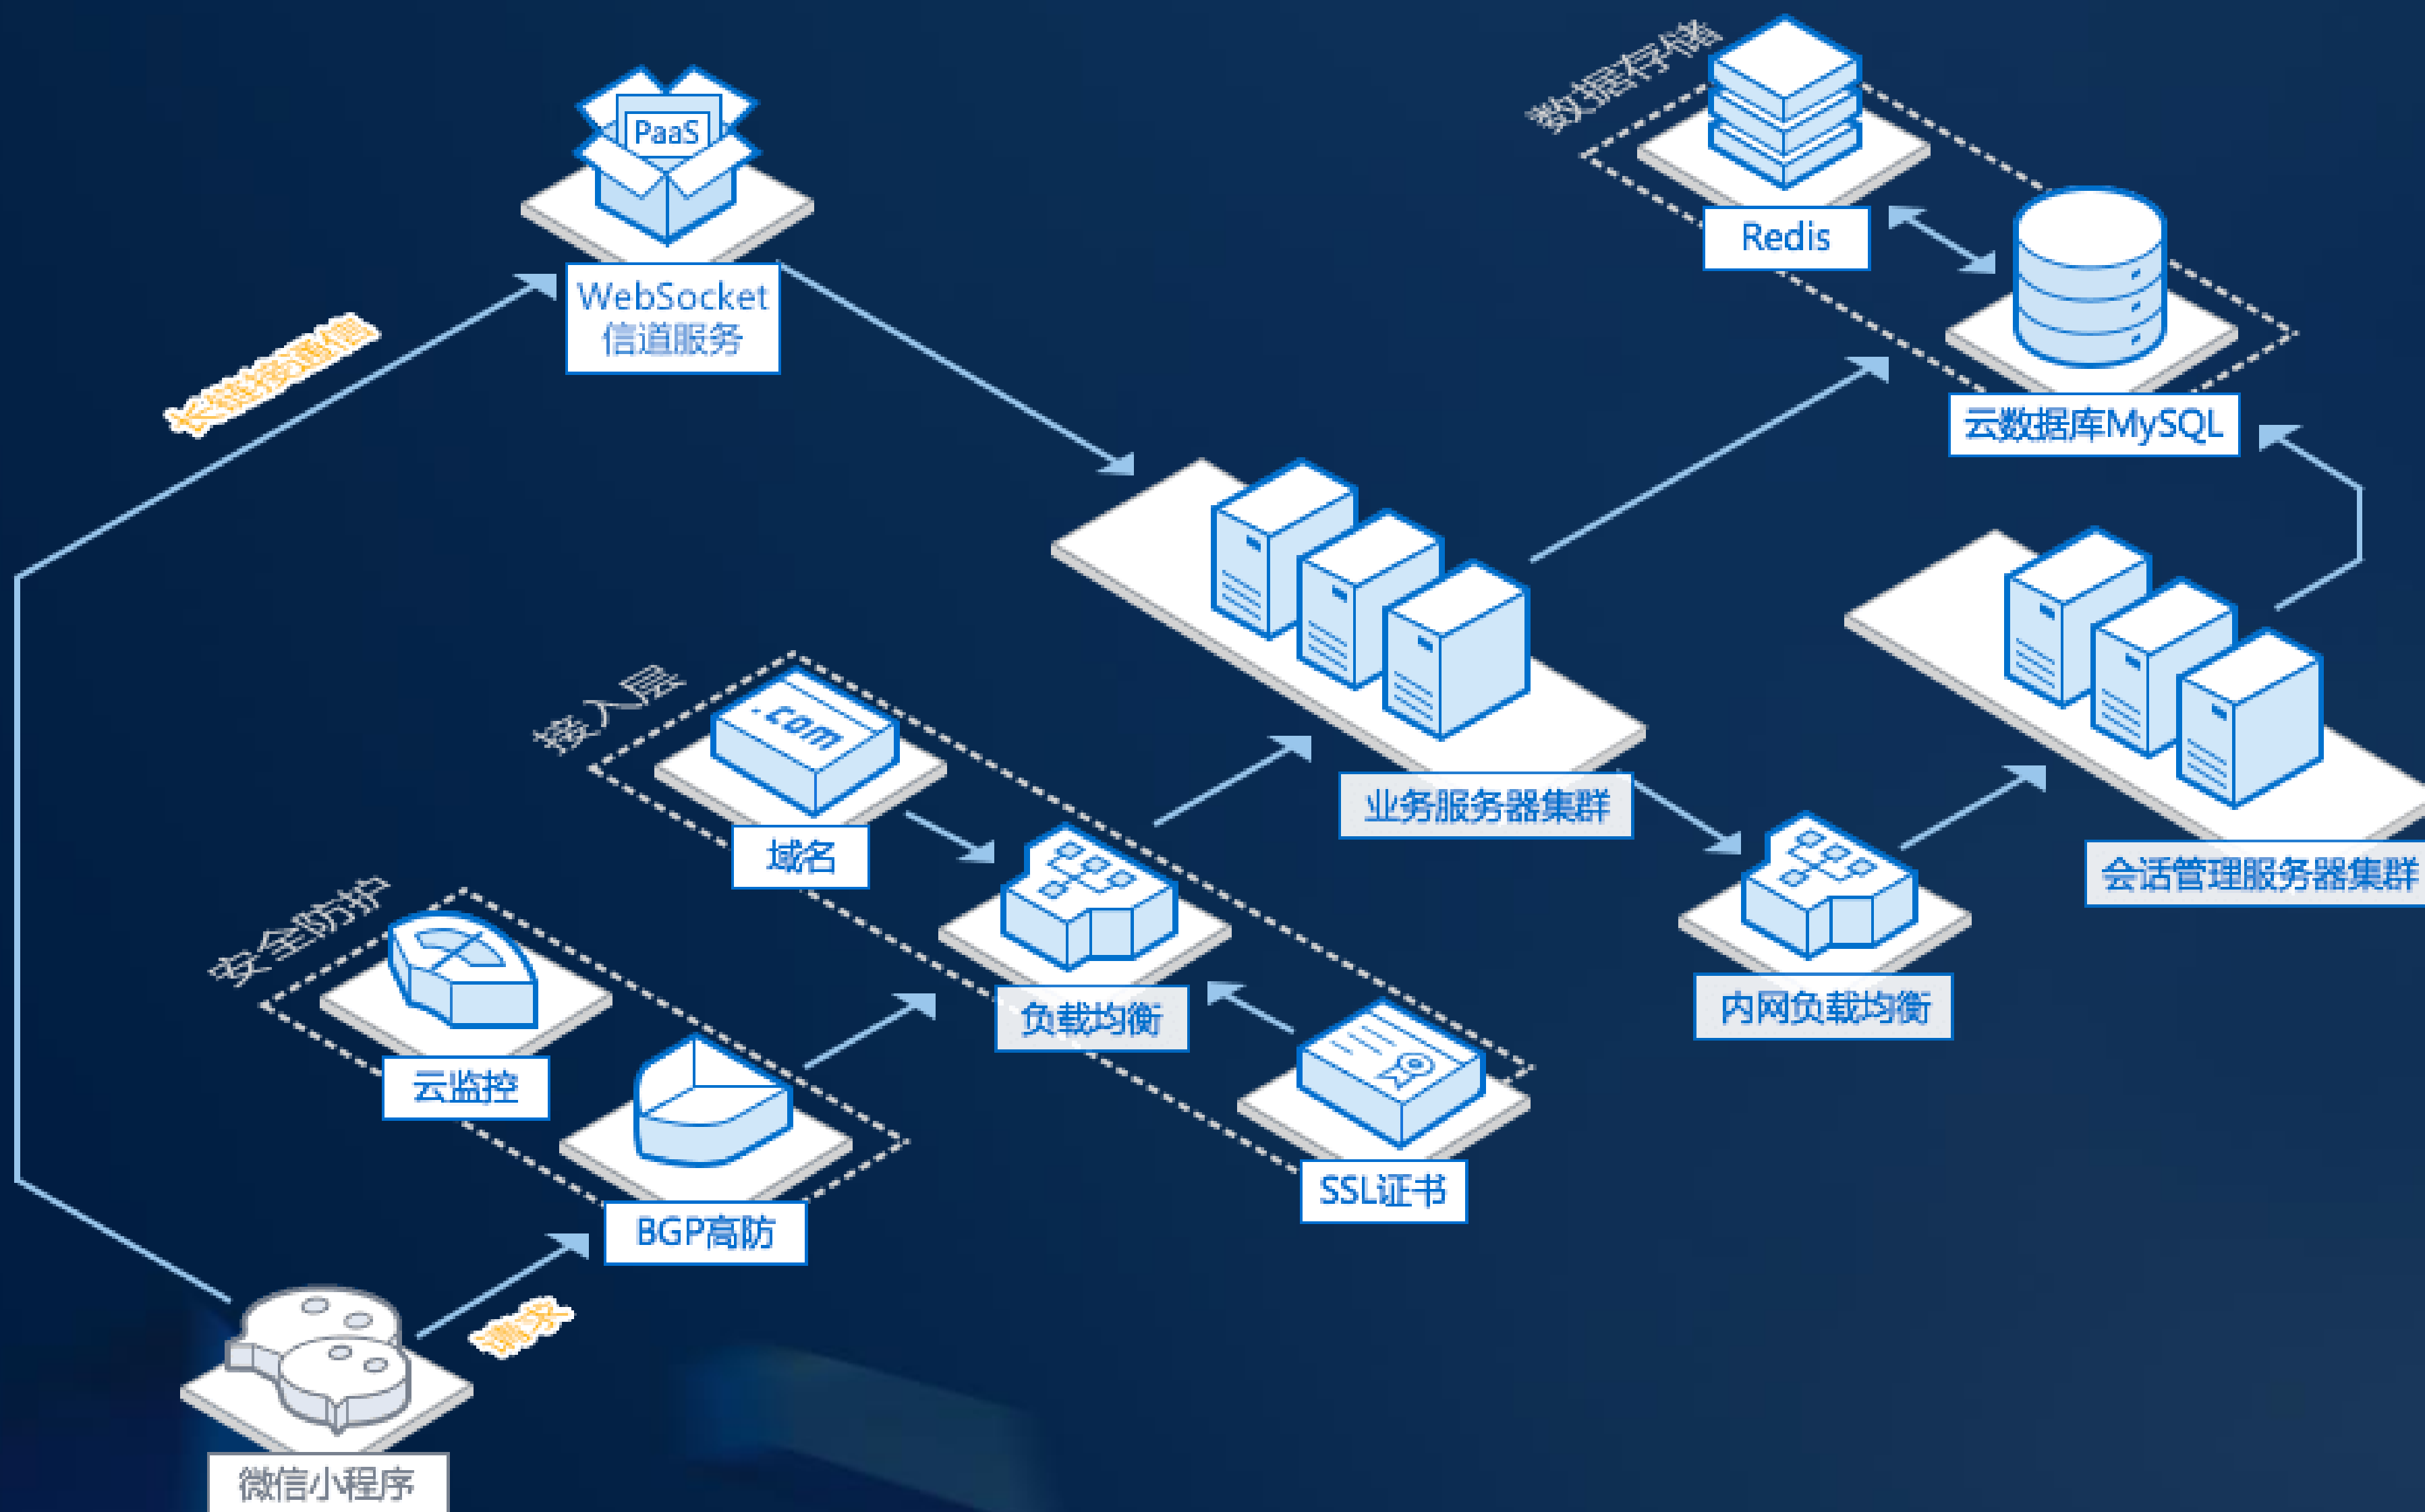 数据存储
PaaS
Redis
WebSocket
信道服务
长链接通信
云数据库MySQL
接入层
.com
业务服务器集群
域名
会话管理服务器集群
安全防护
负载均衡
内网负载均衡
云监控
SSL证书
BGP高防
请求
微信小程序